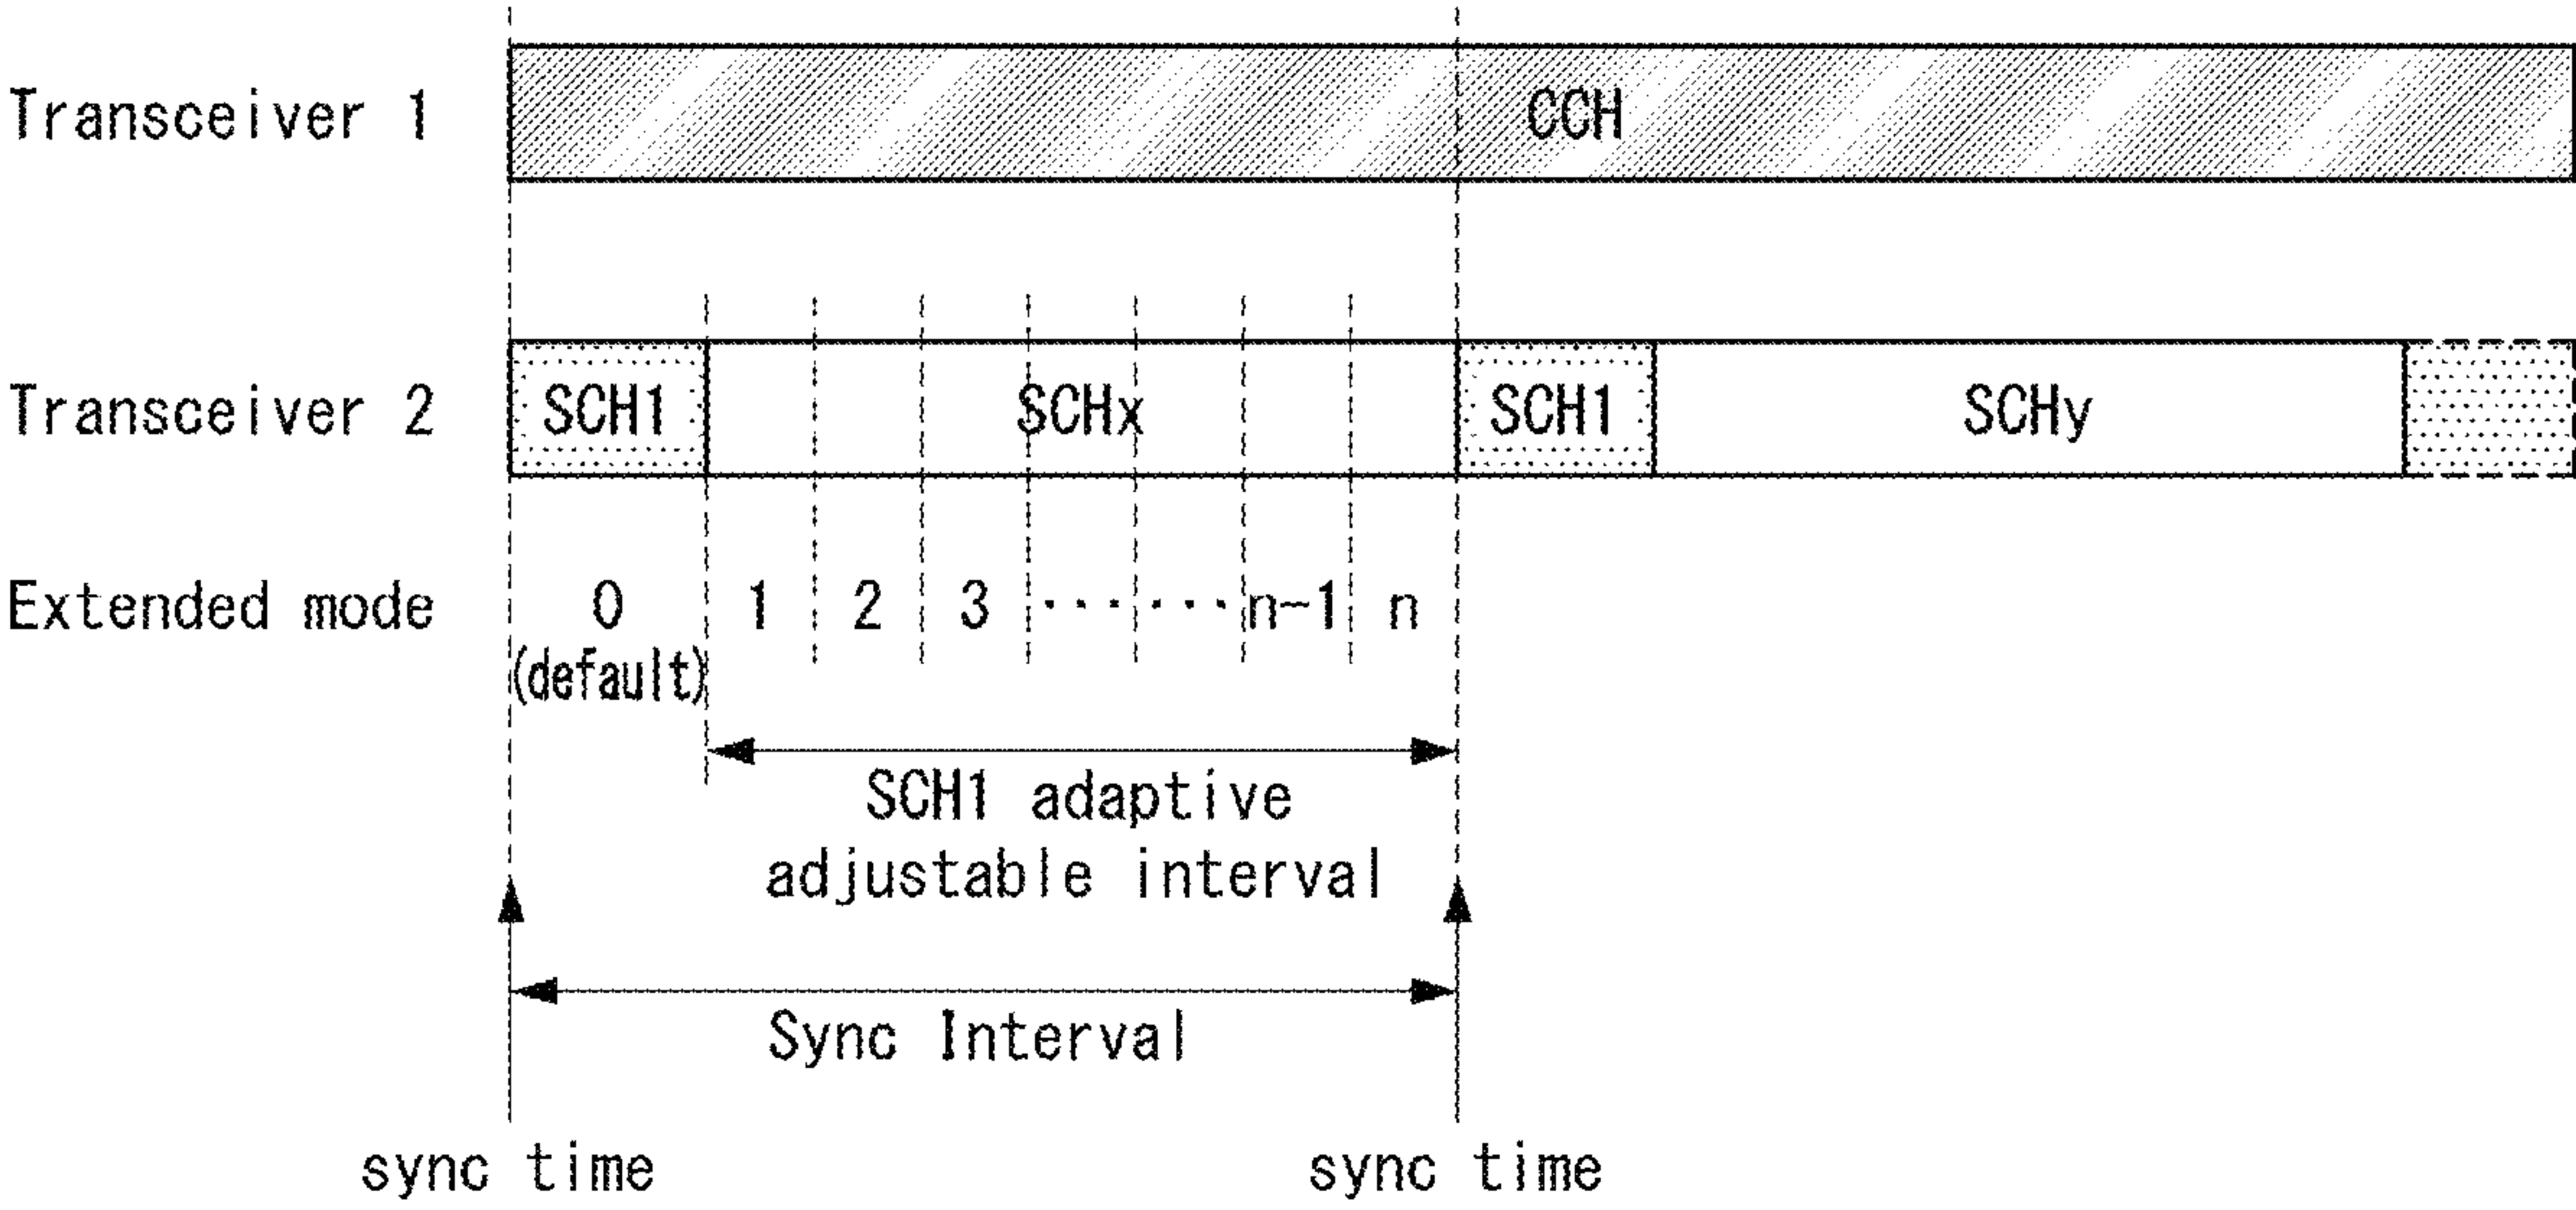 Transceiver 1 CCH
Transceiver 2 SCH1 SCHx SCH1 SCHy
Extended mode 0 1 2 3 ...... n-1 n
(default)
SCH1 adaptive
adjustable interval
Sync Interval
sync time sync time